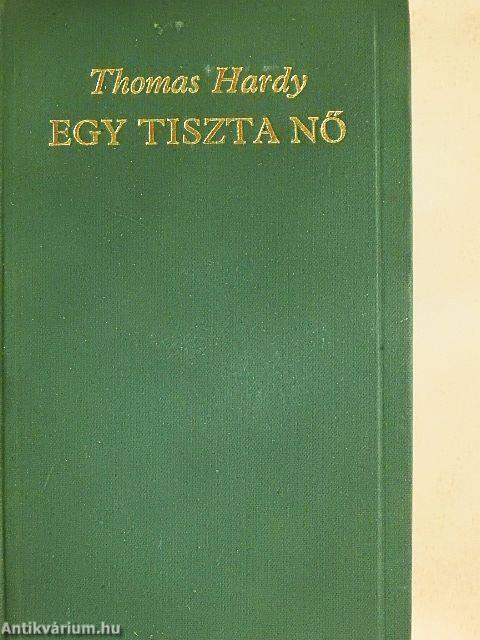 Thomas Hardy
EGY TISZTA NŐ
Antikvárium.hu